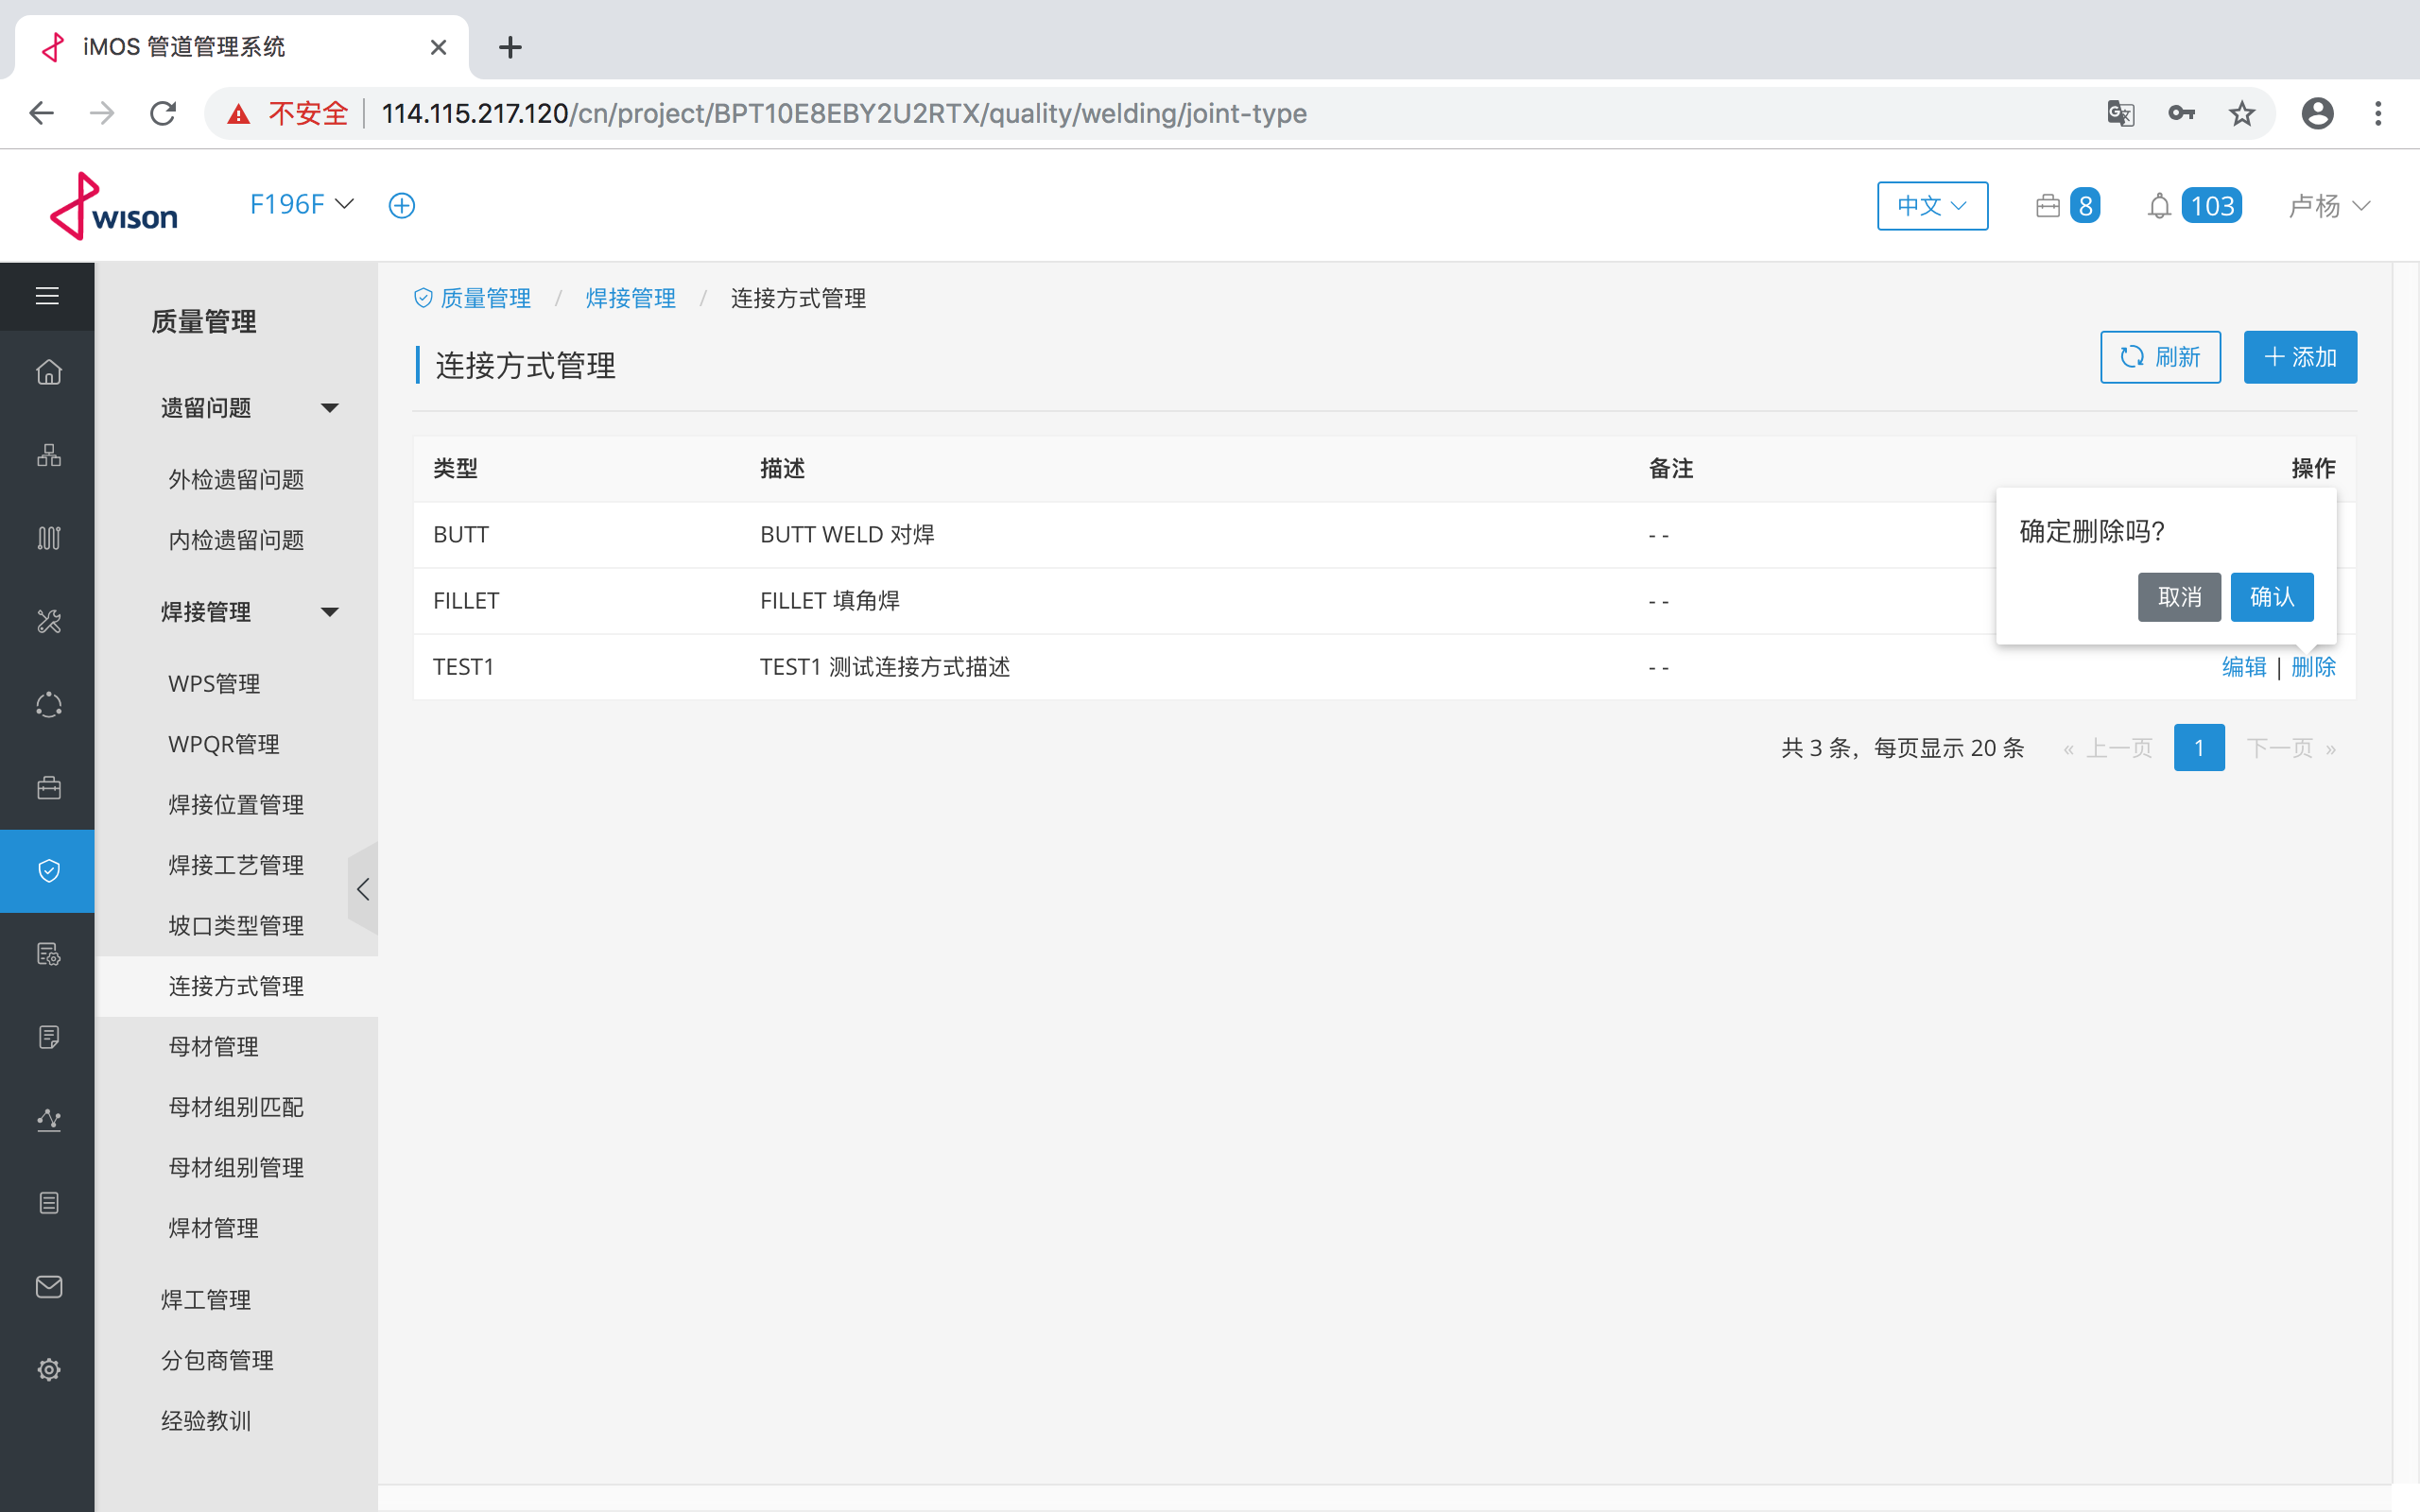 iMOS 管道管理系统
不安全 114.115.217.120/cn/project/BPT10E8EBY2U2RTX/quality/welding/joint-type
wison F196F 中文 8 103 卢杨
质量管理
遗留问题
外检遗留问题
内检遗留问题
焊接管理
WPS管理
WPQR管理
焊接位置管理
焊接工艺管理
坡口类型管理
连接方式管理
母材管理
母材组别匹配
母材组别管理
焊材管理
焊工管理
分包商管理
经验教训
质量管理 / 焊接管理 / 连接方式管理
连接方式管理 刷新 添加
类型 描述 备注 操作
BUTT BUTT WELD 对焊 - -
FILLET FILLET 填角焊 - -
TEST1 TEST1 测试连接方式描述 - - 编辑 | 删除
确定删除吗?
取消 确认
共 3 条，每页显示 20 条 « 上一页 1 下一页 »